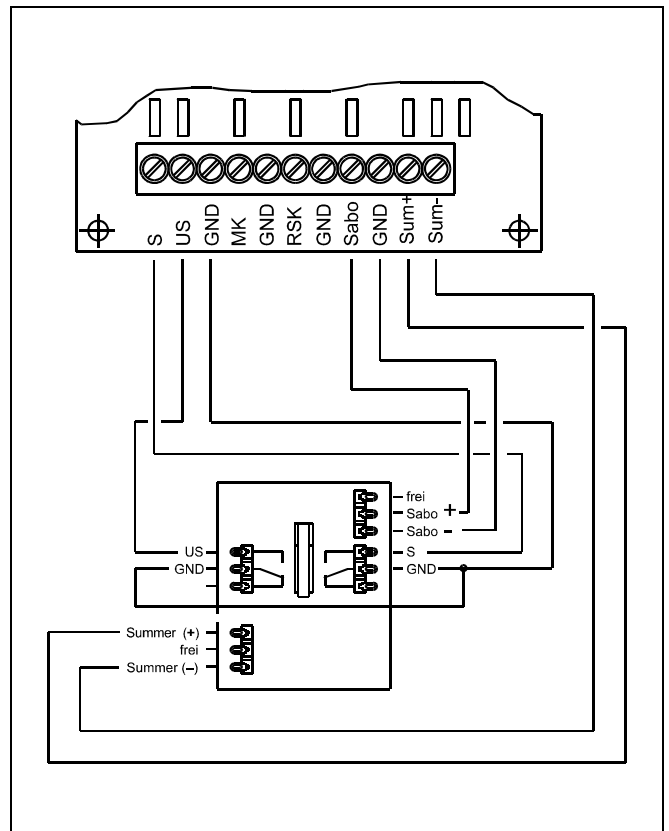 S
US
GND
MK
GND
RSK
GND
Sabo
GND
Sum+
Sum-
frei
Sabo +
Sabo -
US
S
GND
GND
Summer (+)
frei
Summer (–)